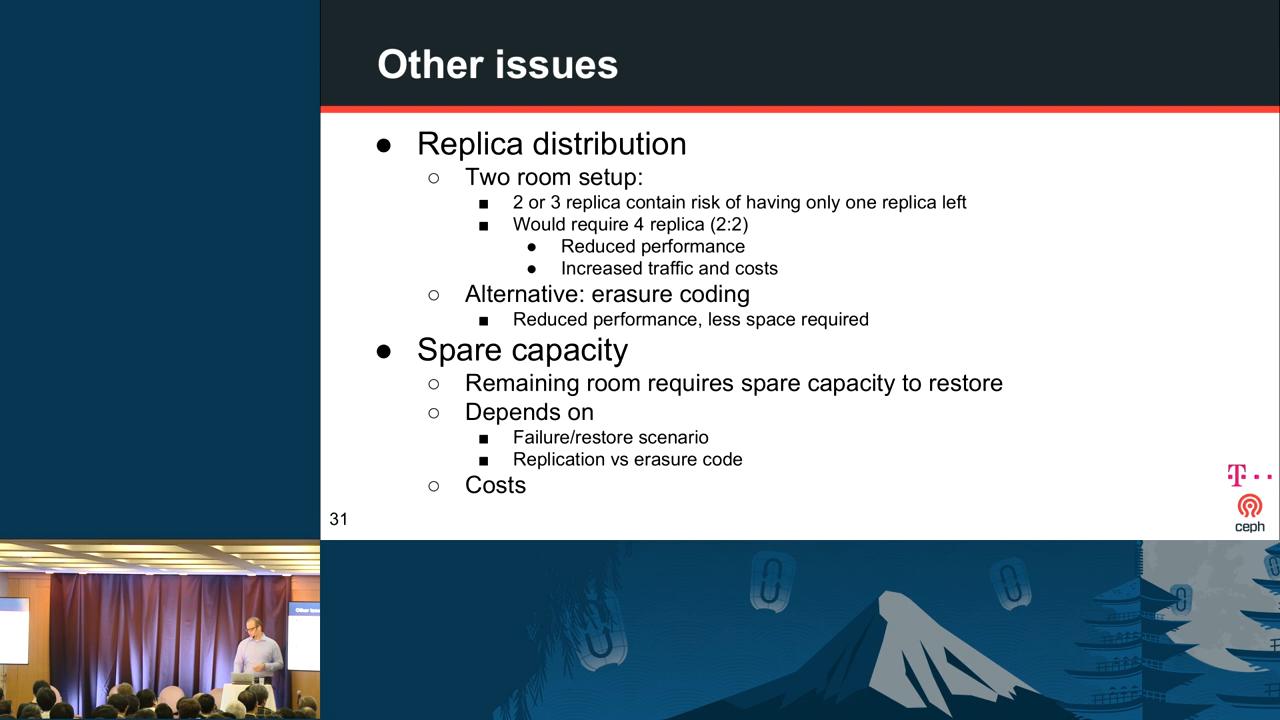 Other issues
● Replica distribution
○ Two room setup:
■ 2 or 3 replica contain risk of having only one replica left
■ Would require 4 replica (2:2)
● Reduced performance
● Increased traffic and costs
○ Alternative: erasure coding
■ Reduced performance, less space required
● Spare capacity
○ Remaining room requires spare capacity to restore
○ Depends on
■ Failure/restore scenario
■ Replication vs erasure code
○ Costs
T
31
ceph